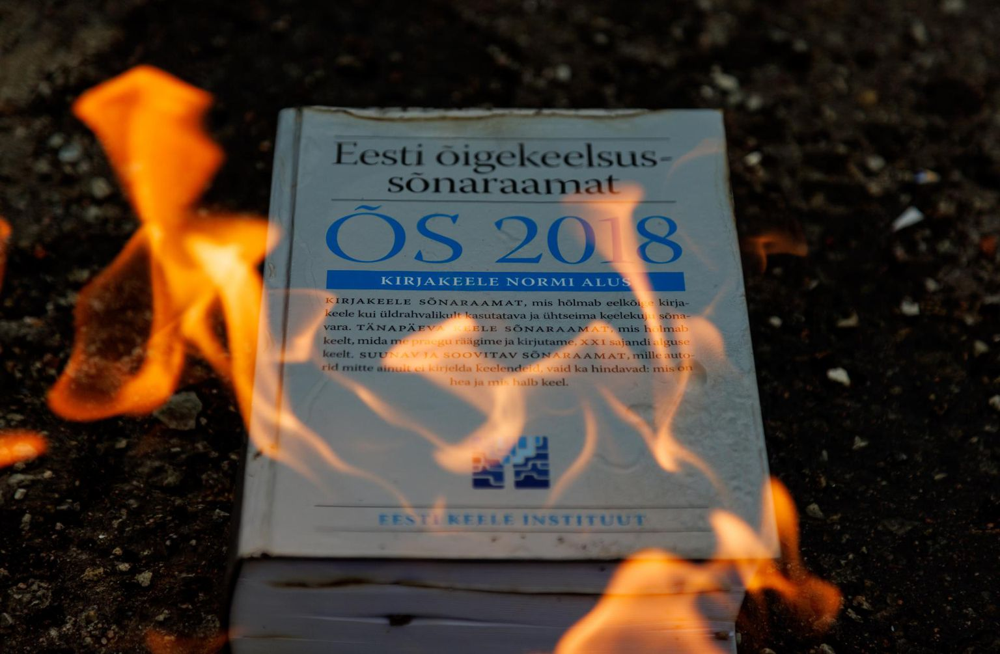 Eesti õigekeelsus-
sõnaraamat
ÕS 2018
KIRJAKEELE NORMI ALUS
KIRJAKEELE SÕNARAAMAT, mis hõlmab eelkõige kirja-
keele kui üldrahvalikult kasutatava ja ühtseima keelekuju sõna-
vara. TÄNAPÄEVA KEELE SÕNARAAMAT, mis hõlmab
keelt, mida me praegu räägime ja kirjutame, XXI sajandi alguse
keelt. SUUNAV JA SOOVITAV SÕNARAAMAT, mille auto-
rid mitte ainult ei kirjelda keelendeid, vaid ka hindavad: mis on
hea ja mis halb keel.
EESTI KEELE INSTITUUT